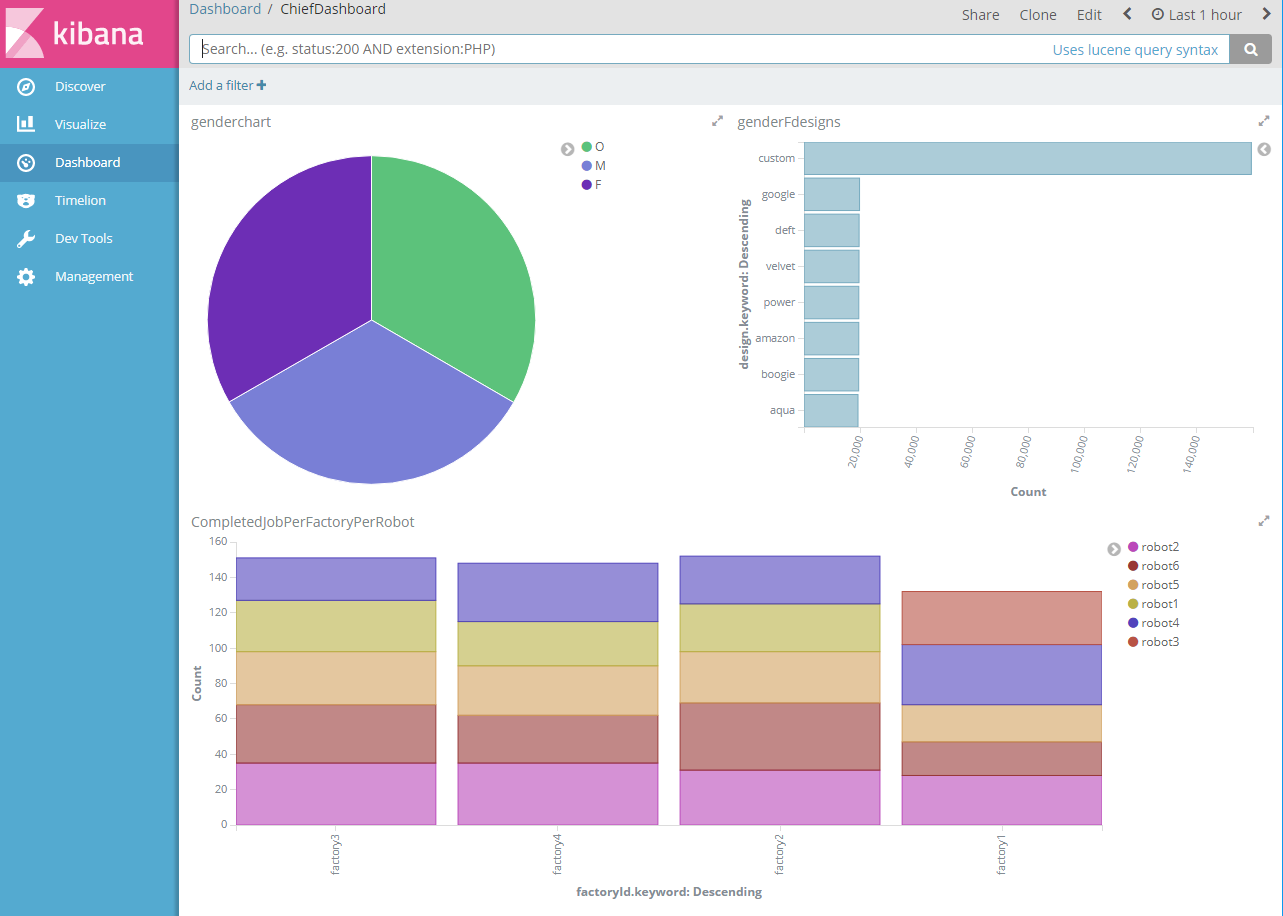 kibana
Discover
Visualize
Dashboard
Timelion
Dev Tools
Management
Dashboard / ChiefDashboard
Share Clone Edit Last 1 hour
Search... (e.g. status:200 AND extension:PHP) Uses lucene query syntax
Add a filter
genderchart
O
M
F
genderFdesigns
design.keyword: Descending
custom
google
deft
velvet
power
amazon
boogie
aqua
20,000 40,000 60,000 80,000 100,000 120,000 140,000
Count
CompletedJobPerFactoryPerRobot
Count
160
140
120
100
80
60
40
20
0
factory3 factory4 factory2 factory1
factoryId.keyword: Descending
robot2
robot6
robot5
robot1
robot4
robot3